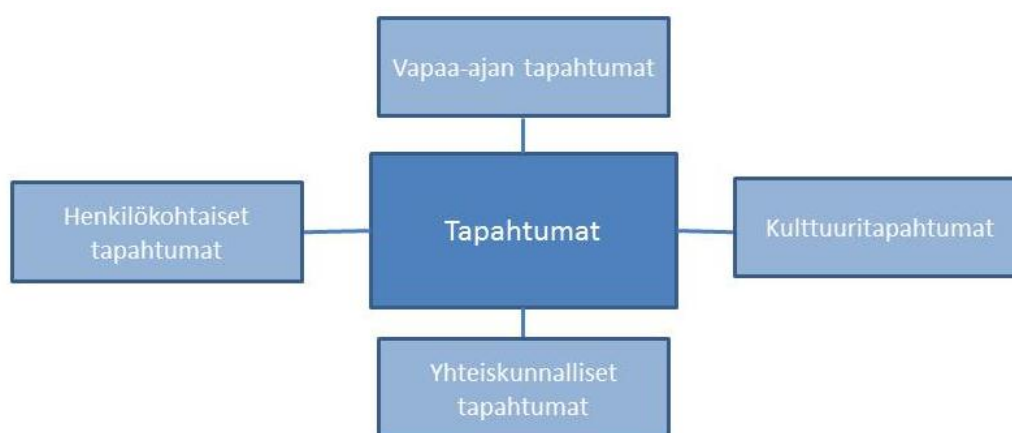 Vapaa-ajan tapahtumat
Henkilökohtaiset
tapahtumat
Tapahtumat
Kulttuuritapahtumat
Yhteiskunnalliset
tapahtumat